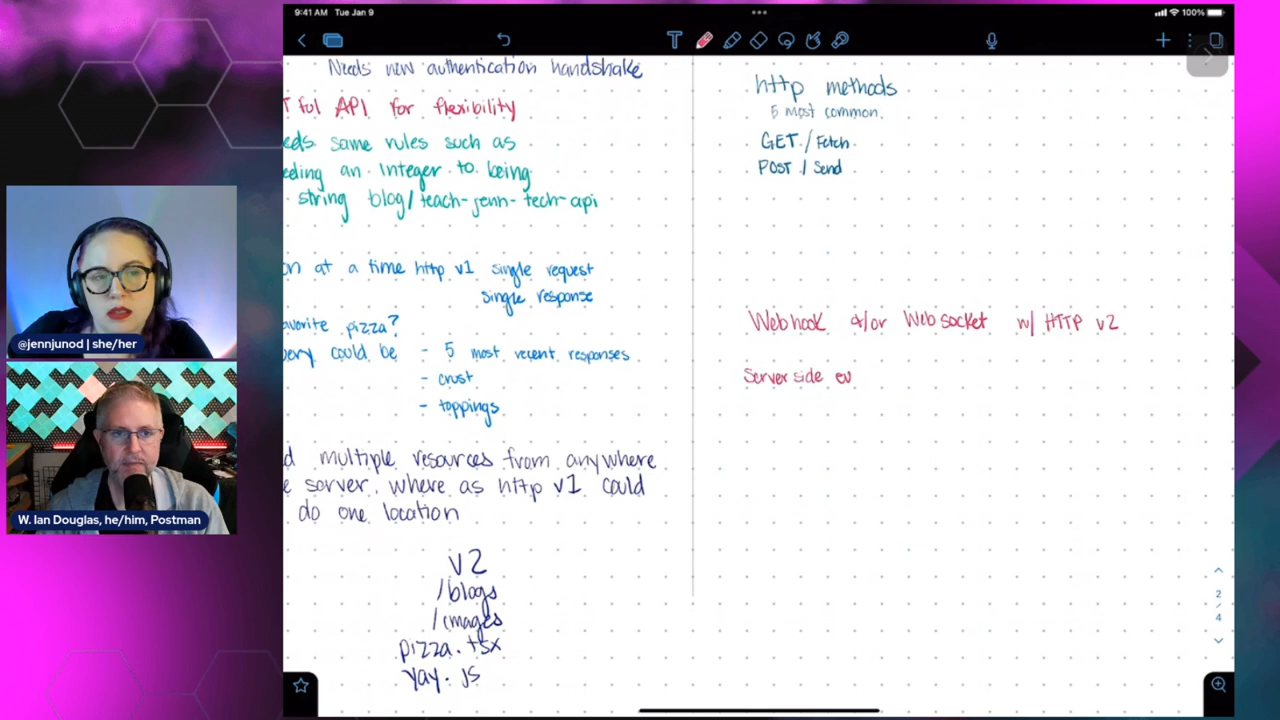 9:41 AM Tue Jan 9
100%
Needs new authentication handshake
ful API for flexibility
eds same rules such as
eding an Integer to being
string blog/teach-jenn-tech-api
on at a time http v1 single request
single response
avorite pizza?
ory could be - 5 most recent responses
- crust
- toppings
d multiple resources from anywhere
e server, where as http v1 could
do one location
v2
/blogs
/images
pizza.tsx
yay.js
http methods
5 most common
GET / Fetch
POST / Send
Webhook &/or Websocket w/ HTTP v2
Server side ev
2
/
4
@jennjunod | she/her
W. Ian Douglas, he/him, Postman